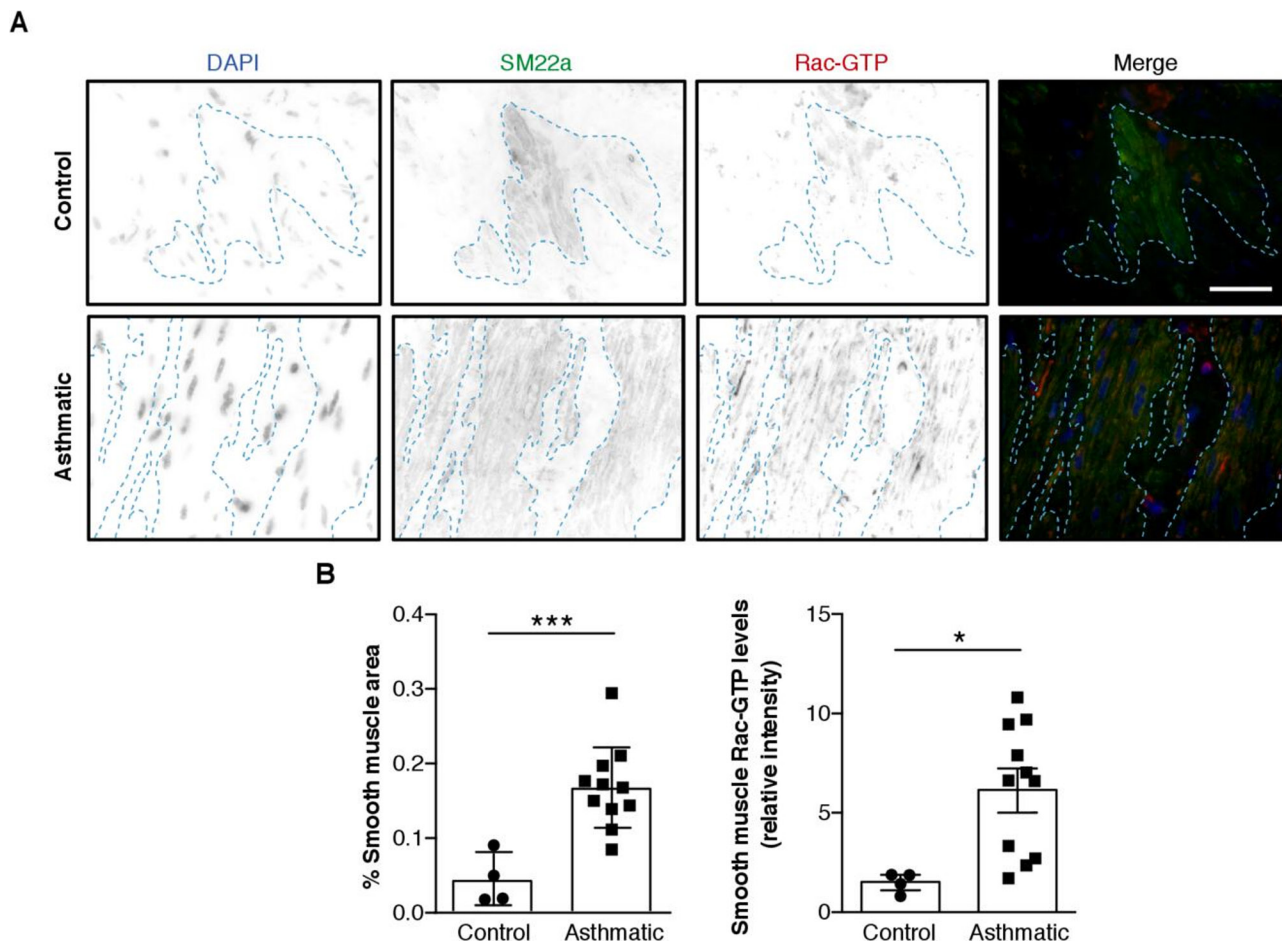 A
DAPI SM22a Rac-GTP Merge
Control
Asthmatic
B
% Smooth muscle area
0.4
0.3
0.2
0.1
0.0
***
Control Asthmatic
Smooth muscle Rac-GTP levels
(relative intensity)
15
10
5
0
*
Control Asthmatic